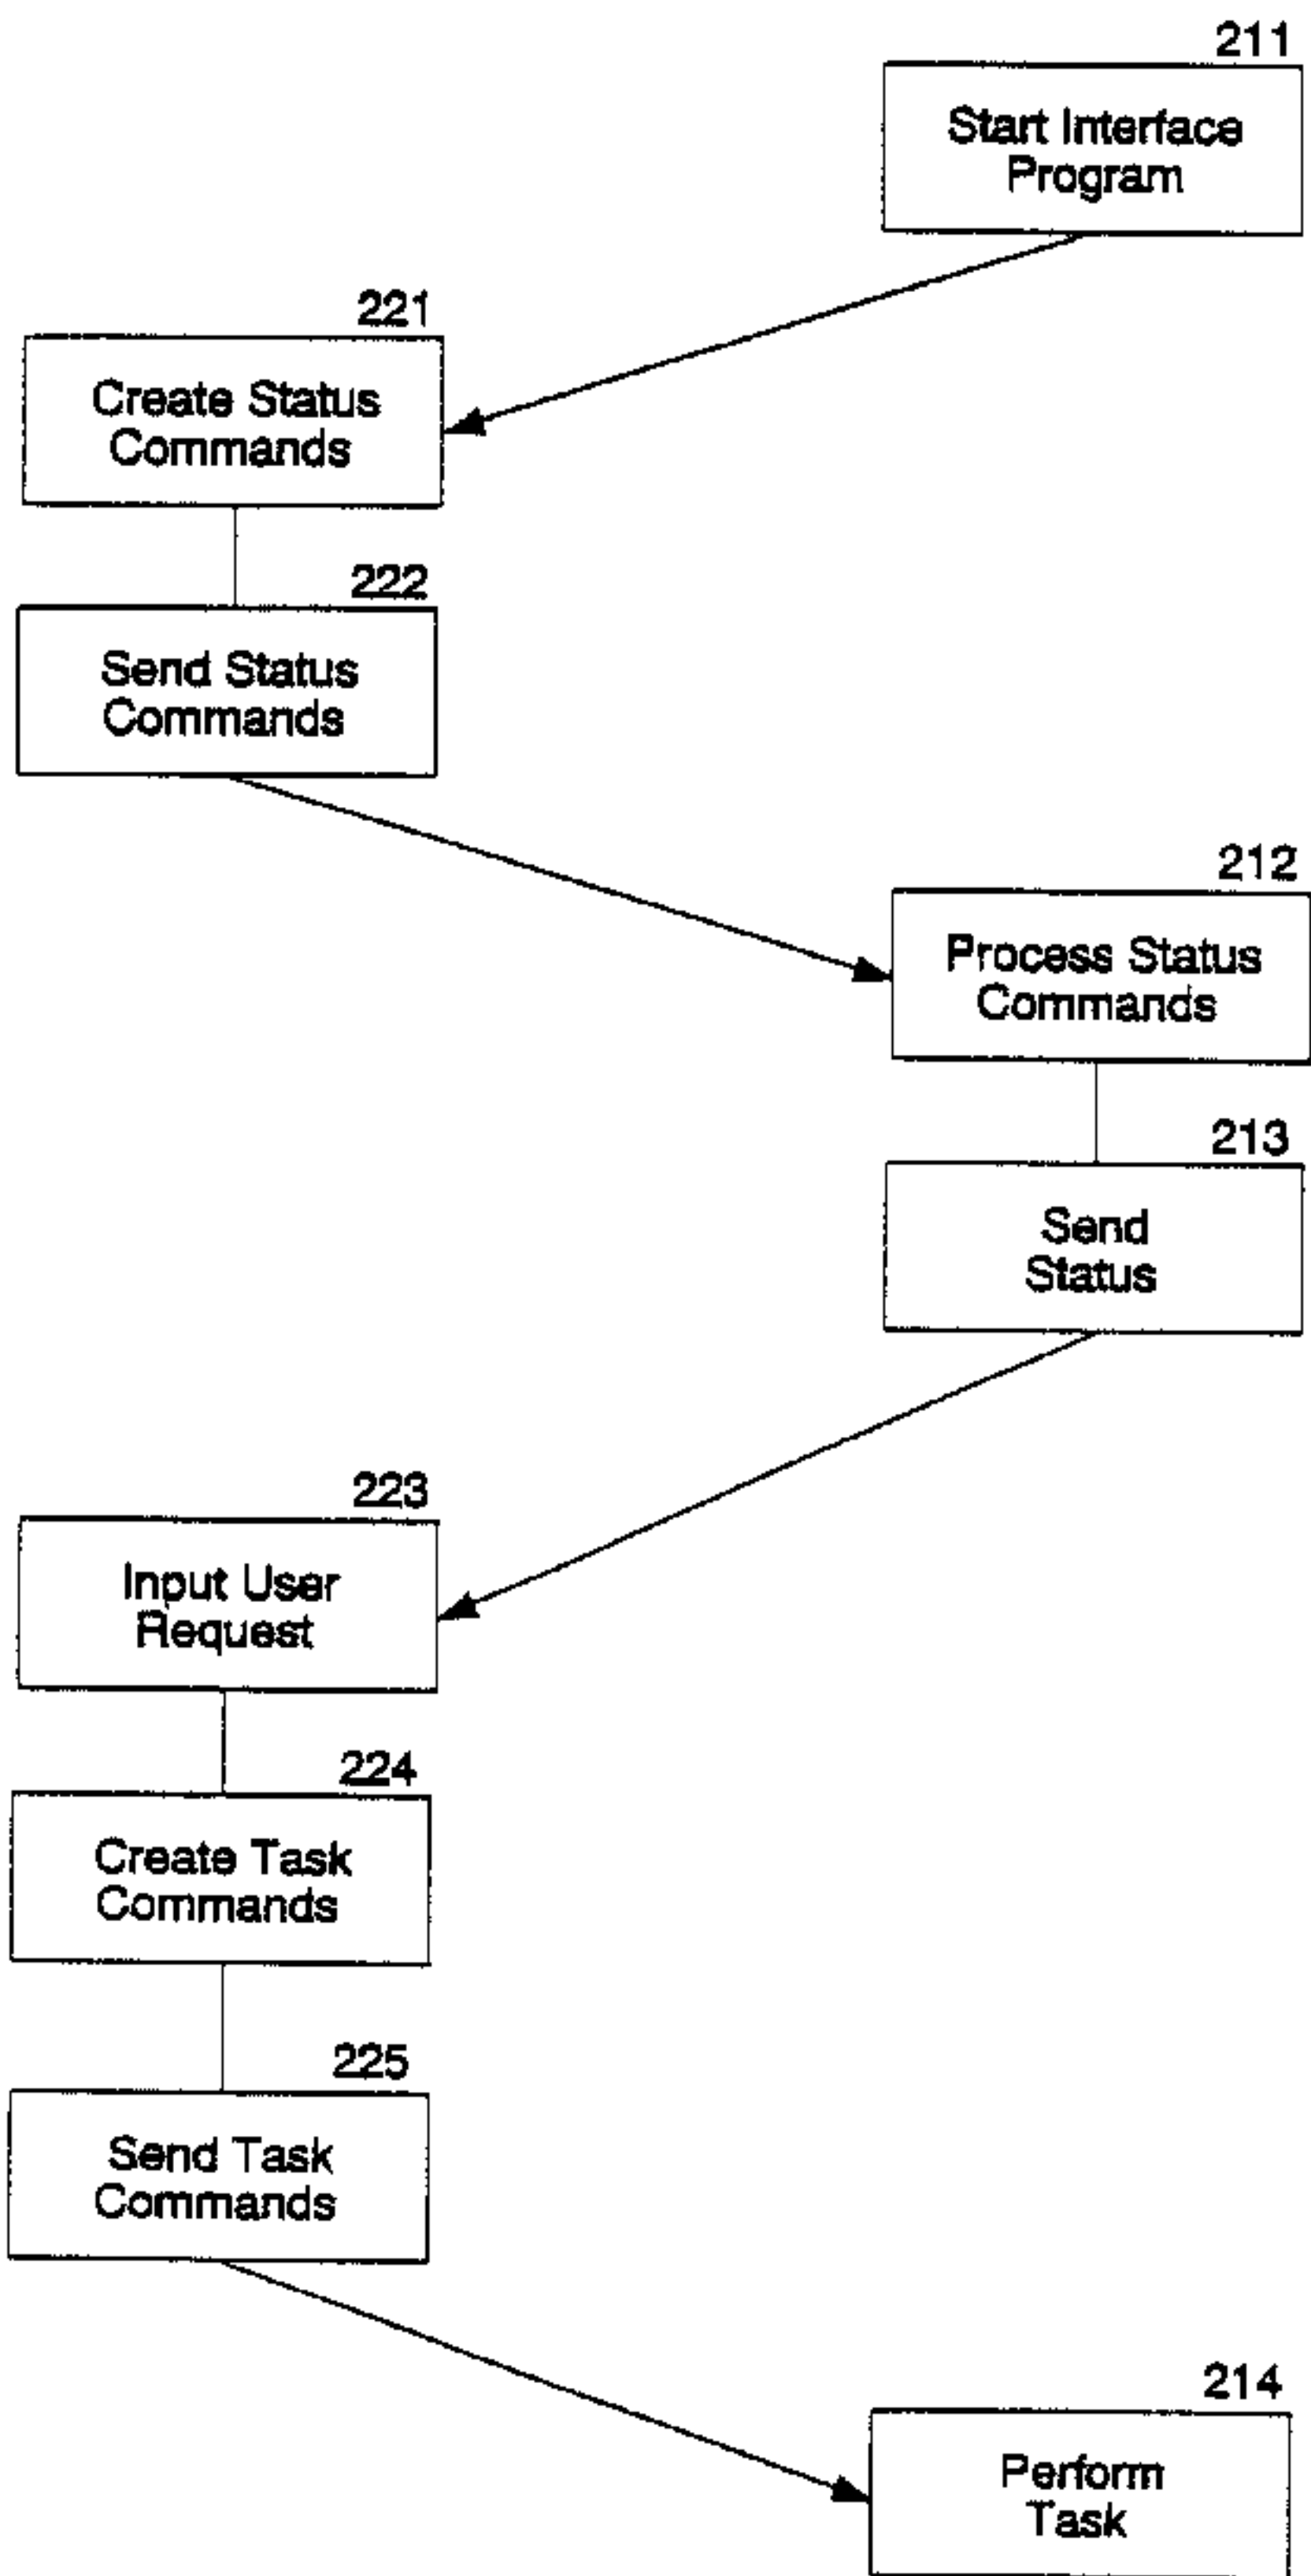 211
Start Interface
Program
221
Create Status
Commands
222
Send Status
Commands
212
Process Status
Commands
213
Send
Status
223
Input User
Request
224
Create Task
Commands
225
Send Task
Commands
214
Perform
Task